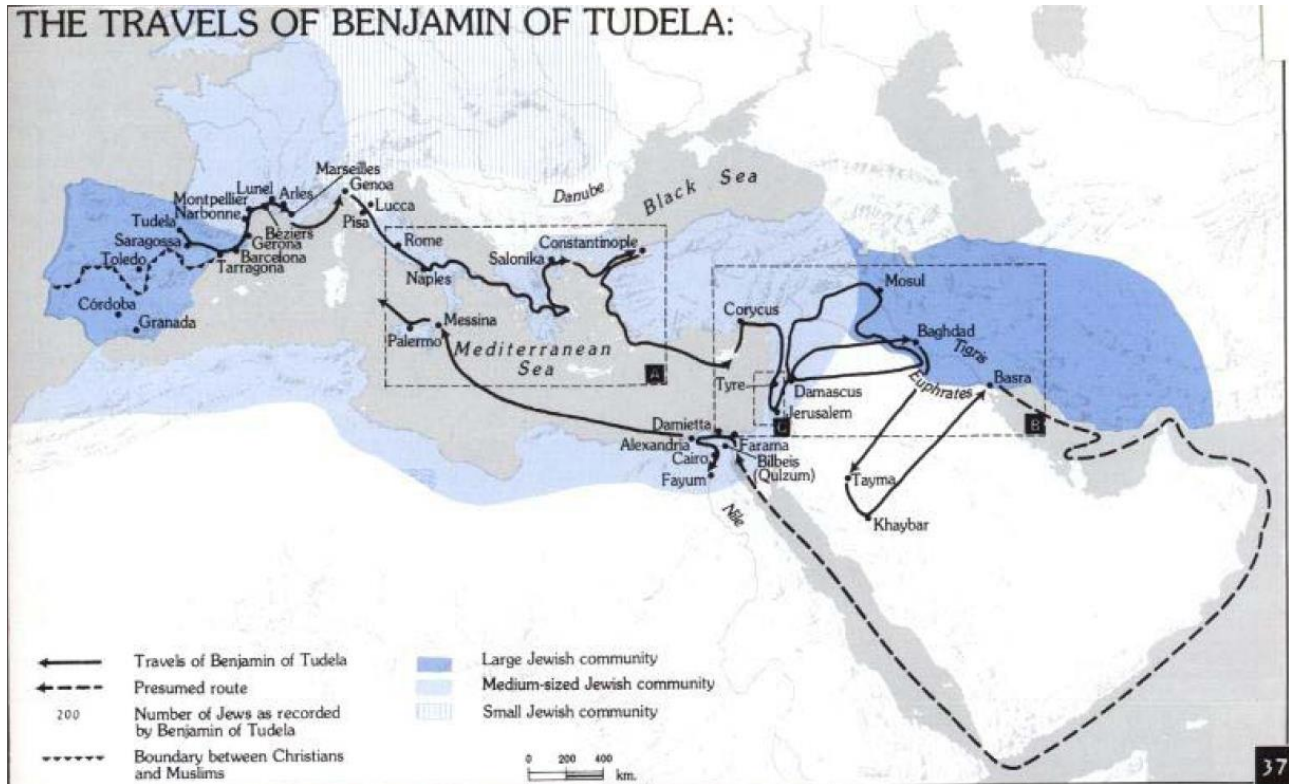 THE TRAVELS OF BENJAMIN OF TUDELA:
Danube
Black Sea
Marseilles
Genoa
Lunel
Arles
Montpellier
Narbonne
Lucca
Pisa
Tudela
Béziers
Saragossa
Gerona
Barcelona
Toledo
Tarragona
Rome
Salonika
Constantinople
Naples
Córdoba
Granada
Messina
Palermo
Mediterranean
Sea
A
Corycus
Mosul
Baghdad
Tigris
Tyre
Damascus
Euphrates
Basra
Jerusalem
C
B
Damietta
Alexandria
Farama
Cairo
Bilbeis
(Qulzum)
Fayum
Tayma
Nile
Khaybar
Travels of Benjamin of Tudela
Presumed route
200
Number of Jews as recorded
by Benjamin of Tudela
Boundary between Christians
and Muslims
Large Jewish community
Medium-sized Jewish community
Small Jewish community
0 200 400
km.
37